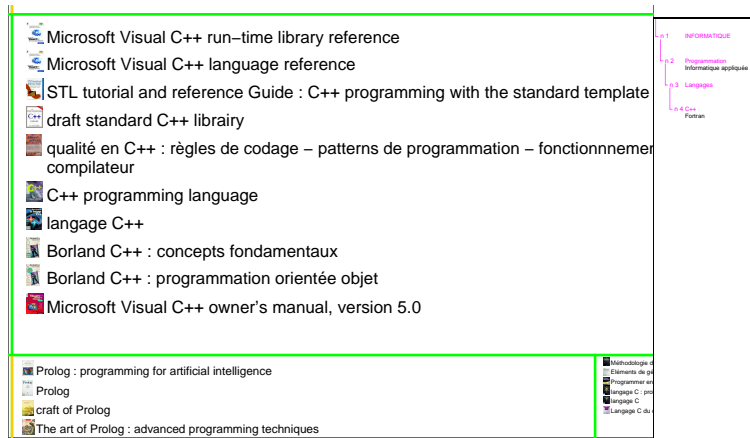 Microsoft Visual C++ run−time library reference
Microsoft Visual C++ language reference
STL tutorial and reference Guide : C++ programming with the standard template
draft standard C++ librairy
qualité en C++ : règles de codage − patterns de programmation − fonctionnnemer
compilateur
C++ programming language
langage C++
Borland C++ : concepts fondamentaux
Borland C++ : programmation orientée objet
Microsoft Visual C++ owner's manual, version 5.0
Prolog : programming for artificial intelligence
Prolog
craft of Prolog
The art of Prolog : advanced programming techniques
Méthodologie d
Eléments de gé
Programmer en
langage C : pro
langage C
Langage C du
n 1 INFORMATIQUE
n 2 Programmation
Informatique appliquée
n 3 Langages
n 4 C++
Fortran